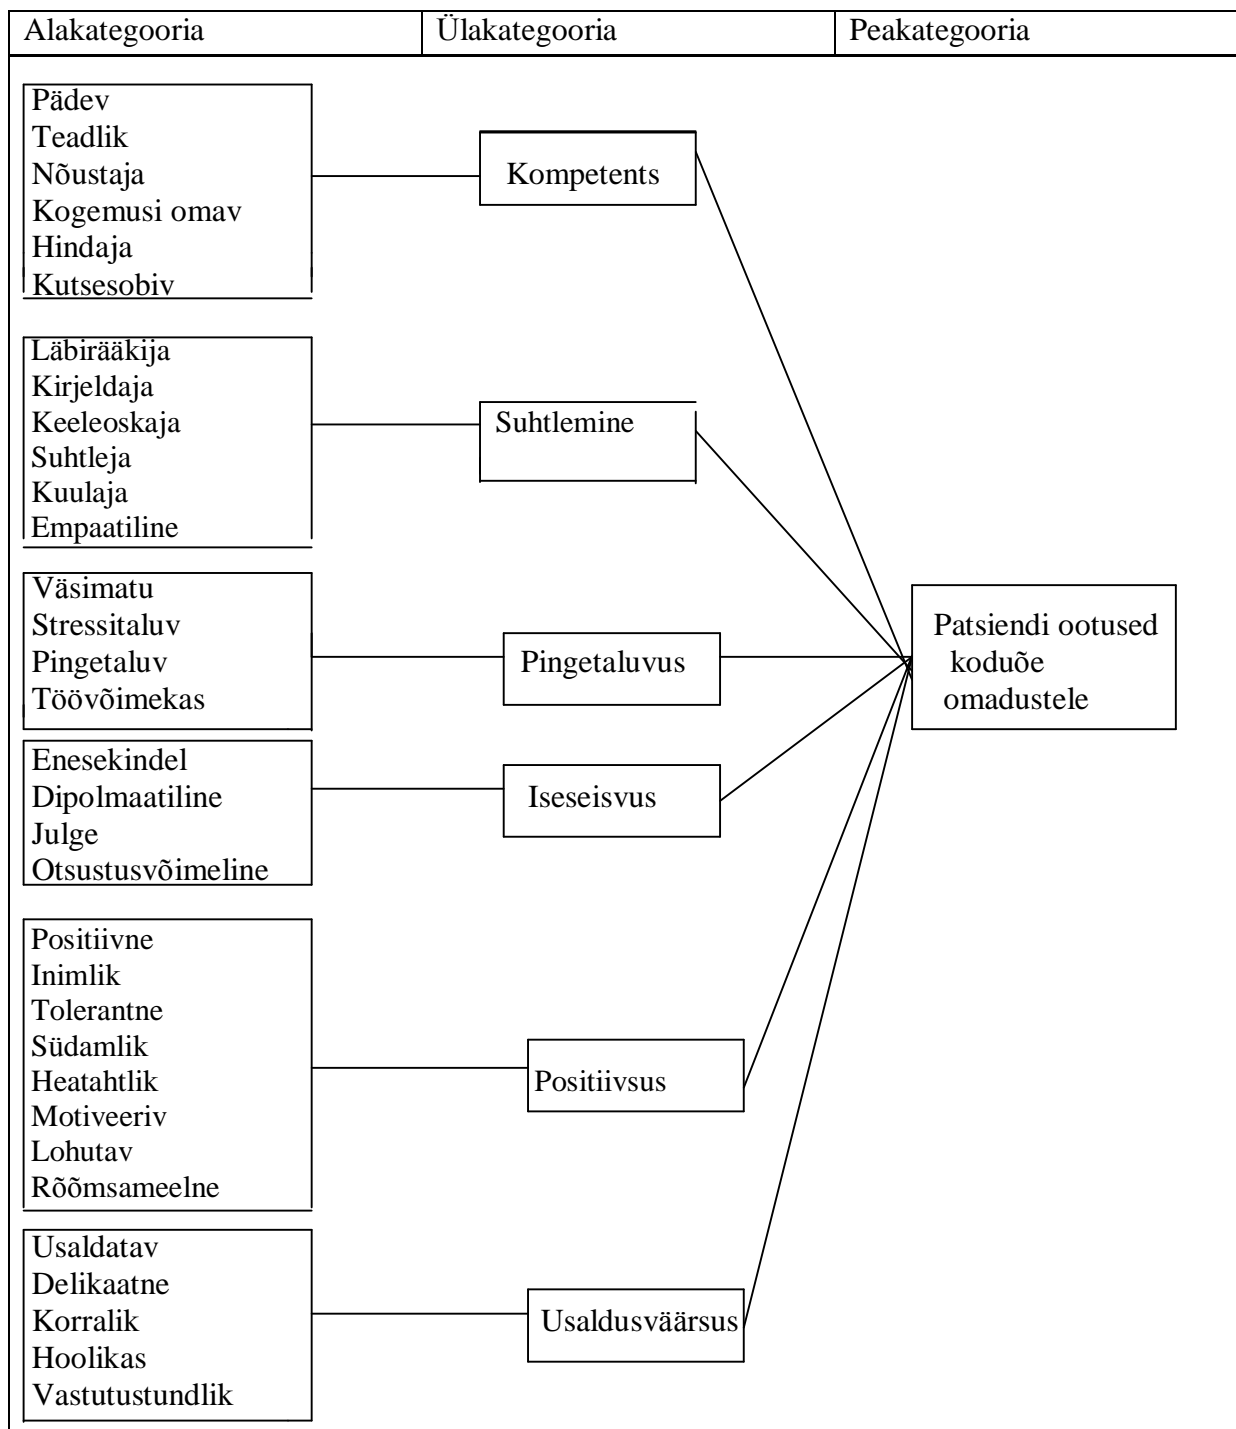 Alakategooria
Ülakategooria
Peakategooria
Pädev
Teadlik
Nõustaja
Kogemusi omav
Hindaja
Kutsesobiv
Kompetents
Läbirääkija
Kirjeldaja
Keeleoskaja
Suhtleja
Kuulaja
Empaatiline
Suhtlemine
Väsimatu
Stressitaluv
Pingetaluv
Töövõimekas
Pingetaluvus
Enesekindel
Dipolmaatiline
Julge
Otsustusvõimeline
Iseseisvus
Positiivne
Inimlik
Tolerantne
Südamlik
Heatahtlik
Motiveeriv
Lohutav
Rõõmsameelne
Positiivsus
Usaldatav
Delikaatne
Korralik
Hoolikas
Vastutustundlik
Usaldusväärsus
Patsiendi ootused
koduõe
omadustele